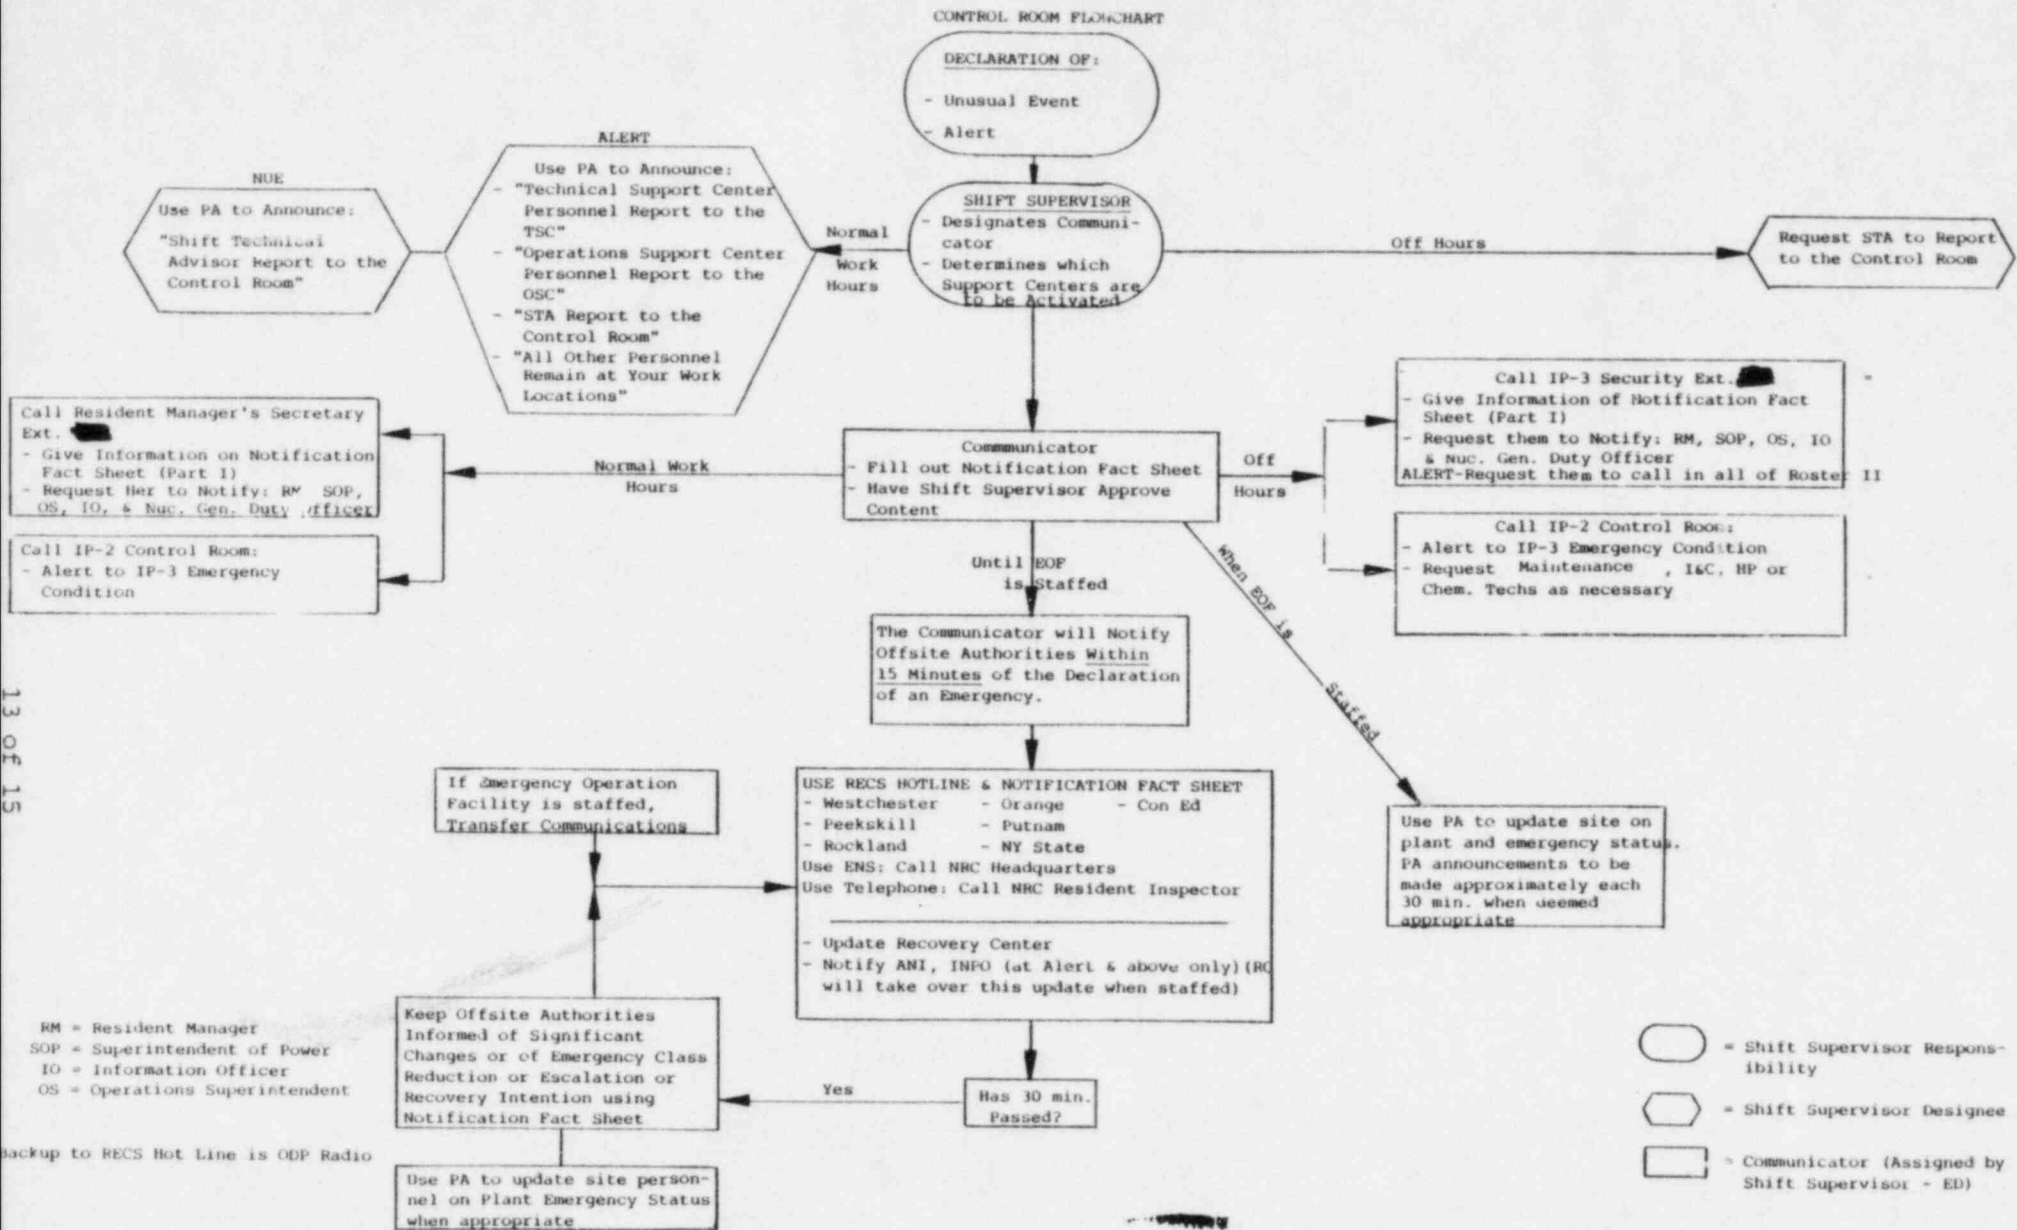 CONTROL ROOM FLOWCHART
DECLARATION OF:
- Unusual Event
- Alert
ALERT
Use PA to Announce:
- "Technical Support Center
Personnel Report to the
TSC"
- "Operations Support Center
Personnel Report to the
OSC"
- "STA Report to the
Control Room"
- "All Other Personnel
Remain at Your Work
Locations"
NUE
Use PA to Announce:
"Shift Technical
Advisor Report to the
Control Room"
SHIFT SUPERVISOR
- Designates Communi-
cator
- Determines which
Support Centers are
to be Activated
Normal
Work
Hours
Off Hours
Request STA to Report
to the Control Room
Call Resident Manager's Secretary
Ext.
- Give Information on Notification
Fact Sheet (Part 1)
- Request Her to Notify: RM SOP,
OS, IO, & Nuc. Gen. Duty fficer
Call IP-2 Control Room:
- Alert to IP-3 Emergency
Condition
Normal Work
Hours
Commmunicator
- Fill out Notification Fact Sheet
- Have Shift Supervisor Approve
Content
Off
Hours
Call IP-3 Security Ext.
- Give Information of Notification Fact
Sheet (Part I)
- Request them to Notify: RM, SOP, OS, IO
& Nuc. Gen. Duty Officer
ALERT-Request them to call in all of Roster II
Call IP-2 Control Room:
- Alert to IP-3 Emergency Condition
- Request Maintenance , I&C, HP or
Chem. Techs as necessary
Until EOF
is Staffed
When EOF is
Staffed
The Communicator will Notify
Offsite Authorities Within
15 Minutes of the Declaration
of an Emergency.
13 of 15
If Emergency Operation
Facility is staffed,
Transfer Communications
USE RECS HOTLINE & NOTIFICATION FACT SHEET
- Westchester - Orange - Con Ed
- Peekskill - Putnam
- Rockland - NY State
Use ENS: Call NRC Headquarters
Use Telephone: Call NRC Resident Inspector
- Update Recovery Center
- Notify ANI, INPO (at Alert & above only) (RC
will take over this update when staffed)
Use PA to update site on
plant and emergency status.
PA announcements to be
made approximately each
30 min. when deemed
appropriate
Keep Offsite Authorities
Informed of Significant
Changes or of Emergency Class
Reduction or Escalation or
Recovery Intention using
Notification Fact Sheet
Yes
Has 30 min.
Passed?
Use PA to update site person-
nel on Plant Emergency Status
when appropriate
RM = Resident Manager
SOP = Superintendent of Power
IO = Information Officer
OS = Operations Superintendent
Backup to RECS Hot Line is ODP Radio
= Shift Supervisor Respons-
ibility
= Shift Supervisor Designee
= Communicator (Assigned by
Shift Supervisor - ED)